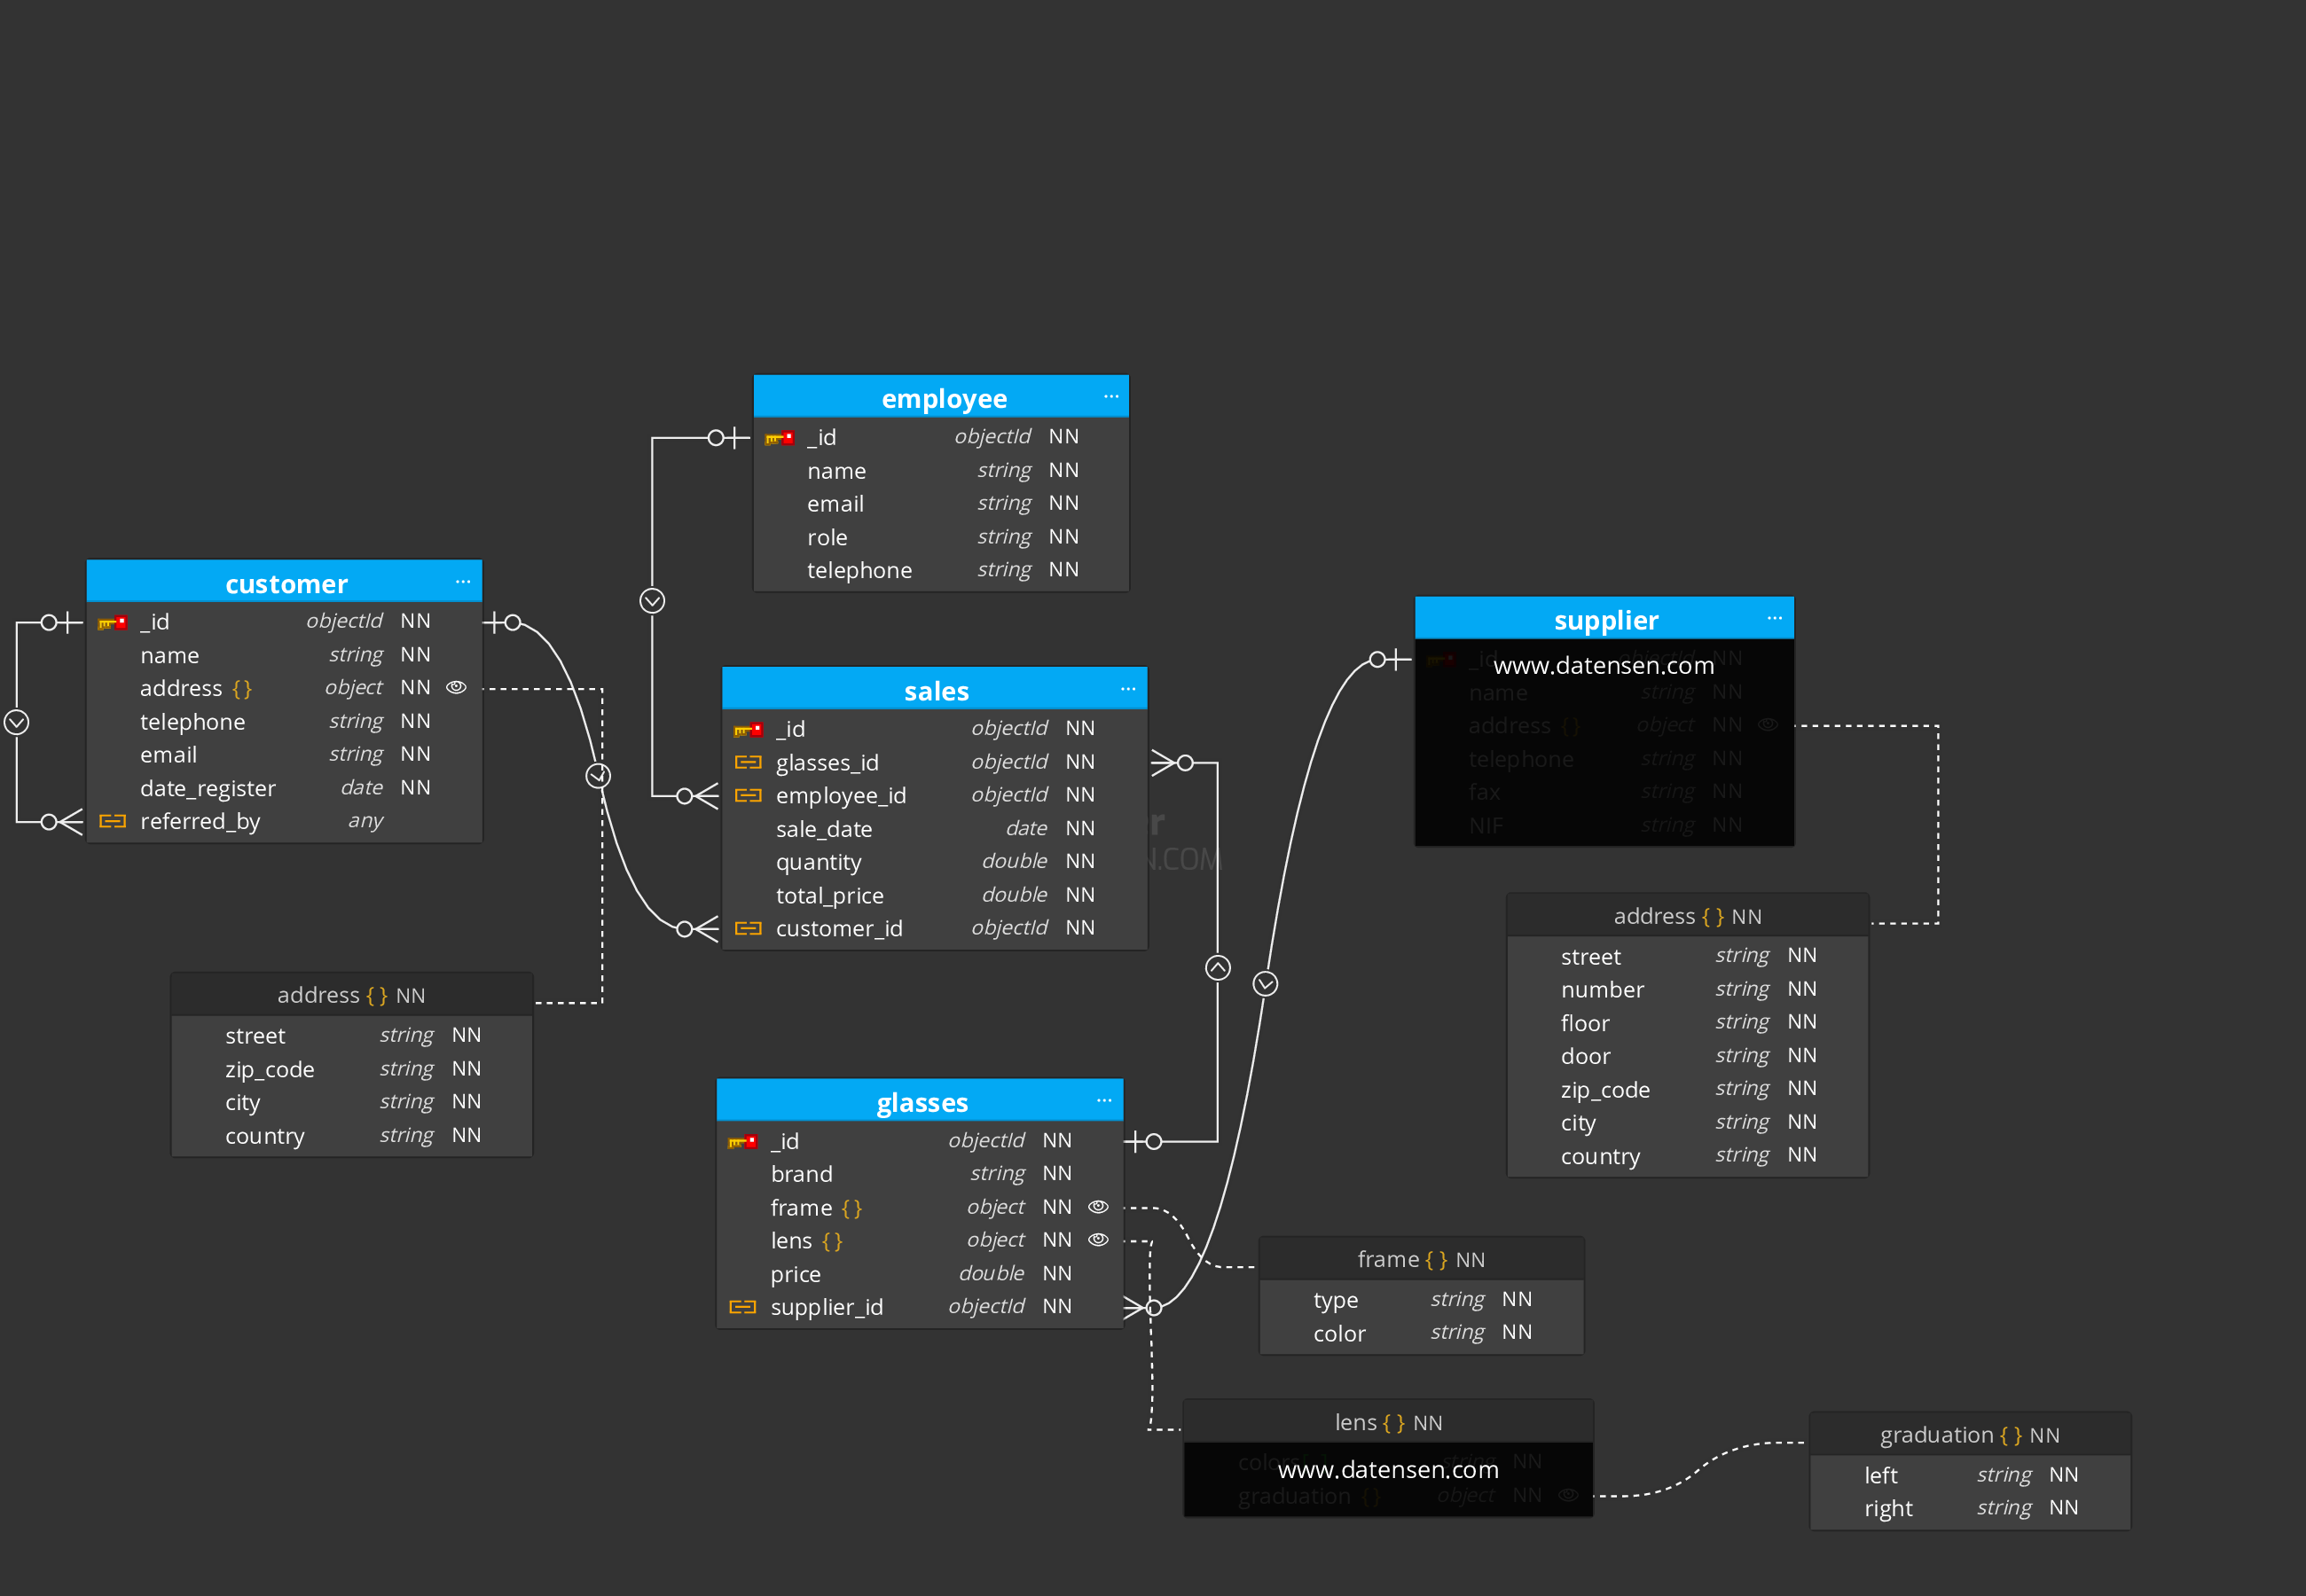 employee ...
_id objectId NN
name string NN
email string NN
role string NN
telephone string NN
customer ...
_id objectId NN
name string NN
address {} object NN
telephone string NN
email string NN
date_register date NN
referred_by any
supplier ...
_id objectId NN
www.datensen.com
name string NN
address {} object NN
telephone string NN
fax string NN
NIF string NN
sales ...
_id objectId NN
glasses_id objectId NN
employee_id objectId NN
sale_date date NN
quantity double NN
total_price double NN
customer_id objectId NN
N.COM
address {} NN
street string NN
number string NN
floor string NN
door string NN
zip_code string NN
city string NN
country string NN
address {} NN
street string NN
zip_code string NN
city string NN
country string NN
glasses ...
_id objectId NN
brand string NN
frame {} object NN
lens {} object NN
price double NN
supplier_id objectId NN
frame {} NN
type string NN
color string NN
lens {} NN
colors string NN
www.datensen.com
graduation {} object NN
graduation {} NN
left string NN
right string NN